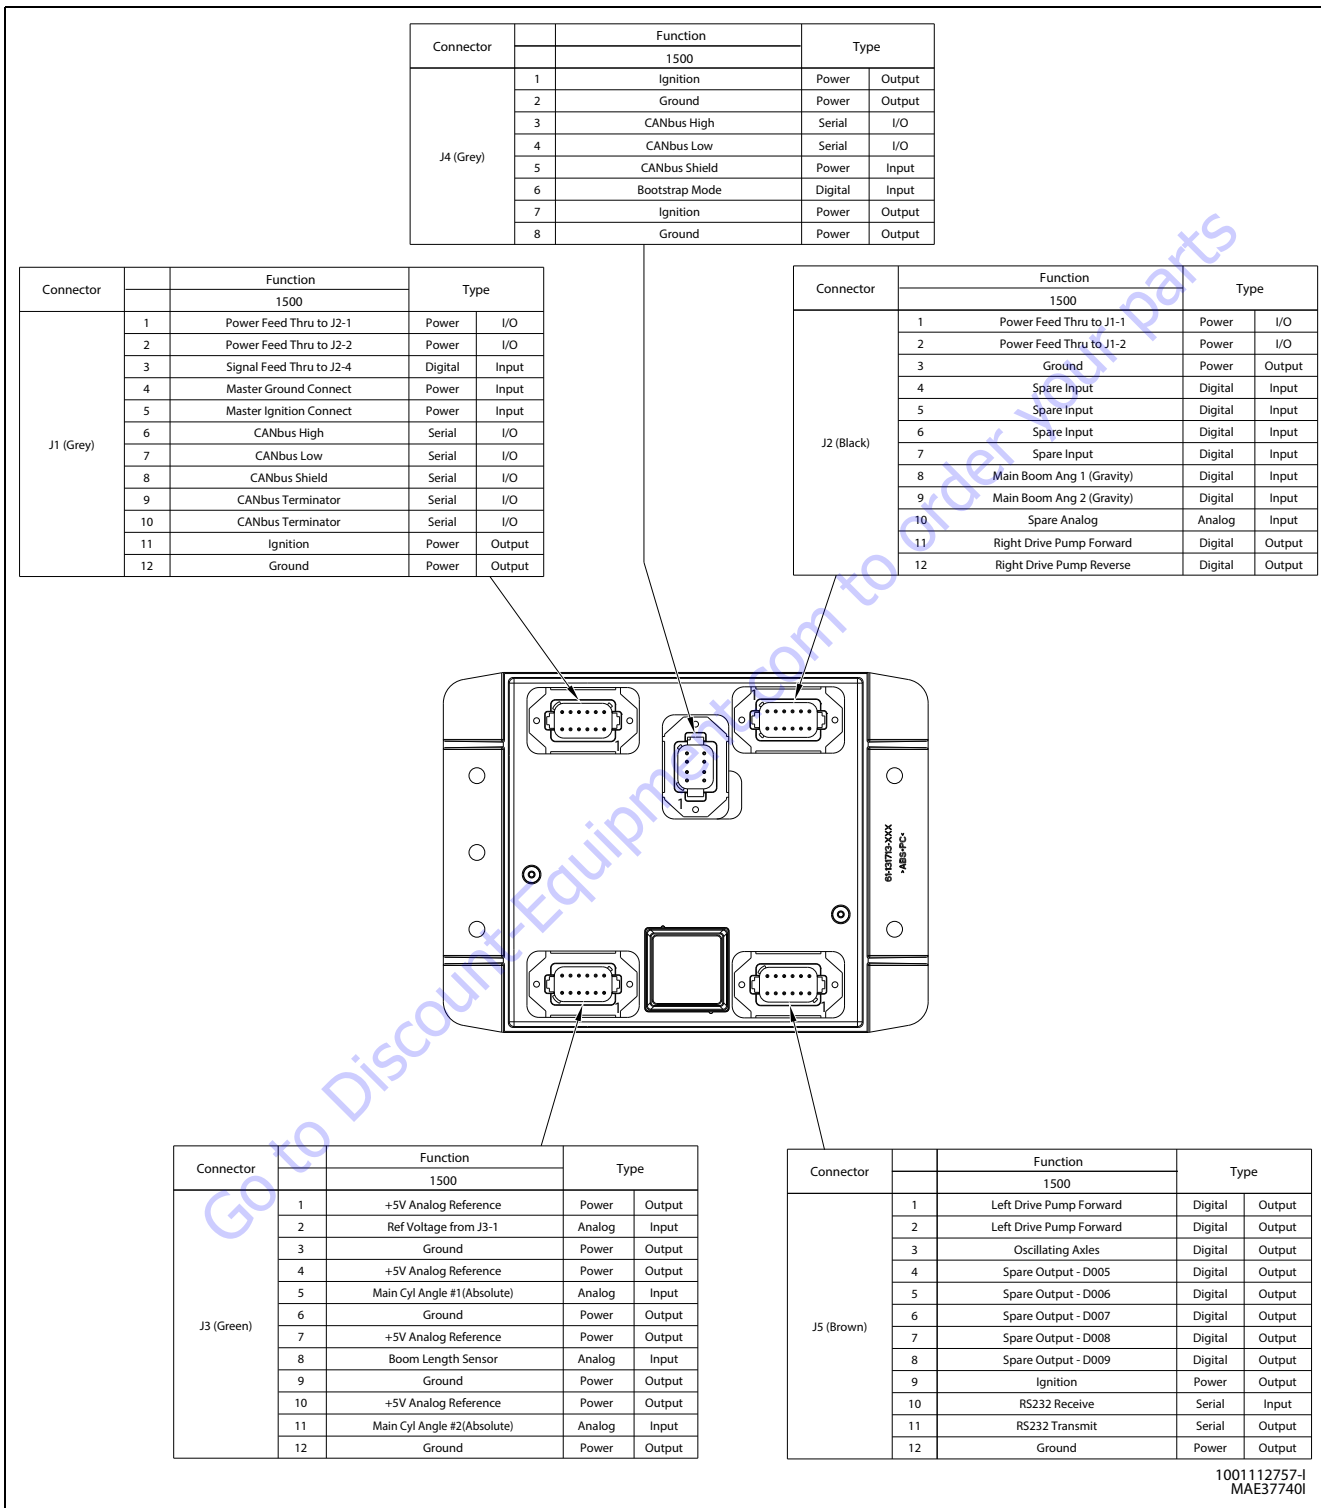 Connector Function Type
1500
J4 (Grey)
1 Ignition Power Output
2 Ground Power Output
3 CANbus High Serial I/O
4 CANbus Low Serial I/O
5 CANbus Shield Power Input
6 Bootstrap Mode Digital Input
7 Ignition Power Output
8 Ground Power Output
Connector Function Type
1500
J1 (Grey)
1 Power Feed Thru to J2-1 Power I/O
2 Power Feed Thru to J2-2 Power I/O
3 Signal Feed Thru to J2-4 Digital Input
4 Master Ground Connect Power Input
5 Master Ignition Connect Power Input
6 CANbus High Serial I/O
7 CANbus Low Serial I/O
8 CANbus Shield Serial I/O
9 CANbus Terminator Serial I/O
10 CANbus Terminator Serial I/O
11 Ignition Power Output
12 Ground Power Output
Connector Function Type
1500
J2 (Black)
1 Power Feed Thru to J1-1 Power I/O
2 Power Feed Thru to J1-2 Power I/O
3 Ground Power Output
4 Spare Input Digital Input
5 Spare Input Digital Input
6 Spare Input Digital Input
7 Spare Input Digital Input
8 Main Boom Ang 1 (Gravity) Digital Input
9 Main Boom Ang 2 (Gravity) Digital Input
10 Spare Analog Analog Input
11 Right Drive Pump Forward Digital Output
12 Right Drive Pump Reverse Digital Output
1
1
1
61-131713-XXX
>ABS+PC<
1
1
Connector Function Type
1500
J3 (Green)
1 +5V Analog Reference Power Output
2 Ref Voltage from J3-1 Analog Input
3 Ground Power Output
4 +5V Analog Reference Power Output
5 Main Cyl Angle #1(Absolute) Analog Input
6 Ground Power Output
7 +5V Analog Reference Power Output
8 Boom Length Sensor Analog Input
9 Ground Power Output
10 +5V Analog Reference Power Output
11 Main Cyl Angle #2(Absolute) Analog Input
12 Ground Power Output
Connector Function Type
1500
J5 (Brown)
1 Left Drive Pump Forward Digital Output
2 Left Drive Pump Forward Digital Output
3 Oscillating Axles Digital Output
4 Spare Output - D005 Digital Output
5 Spare Output - D006 Digital Output
6 Spare Output - D007 Digital Output
7 Spare Output - D008 Digital Output
8 Spare Output - D009 Digital Output
9 Ignition Power Output
10 RS232 Receive Serial Input
11 RS232 Transmit Serial Output
12 Ground Power Output
1001112757-I
MAE37740I
Go to Discount-Equipment.com to order your parts